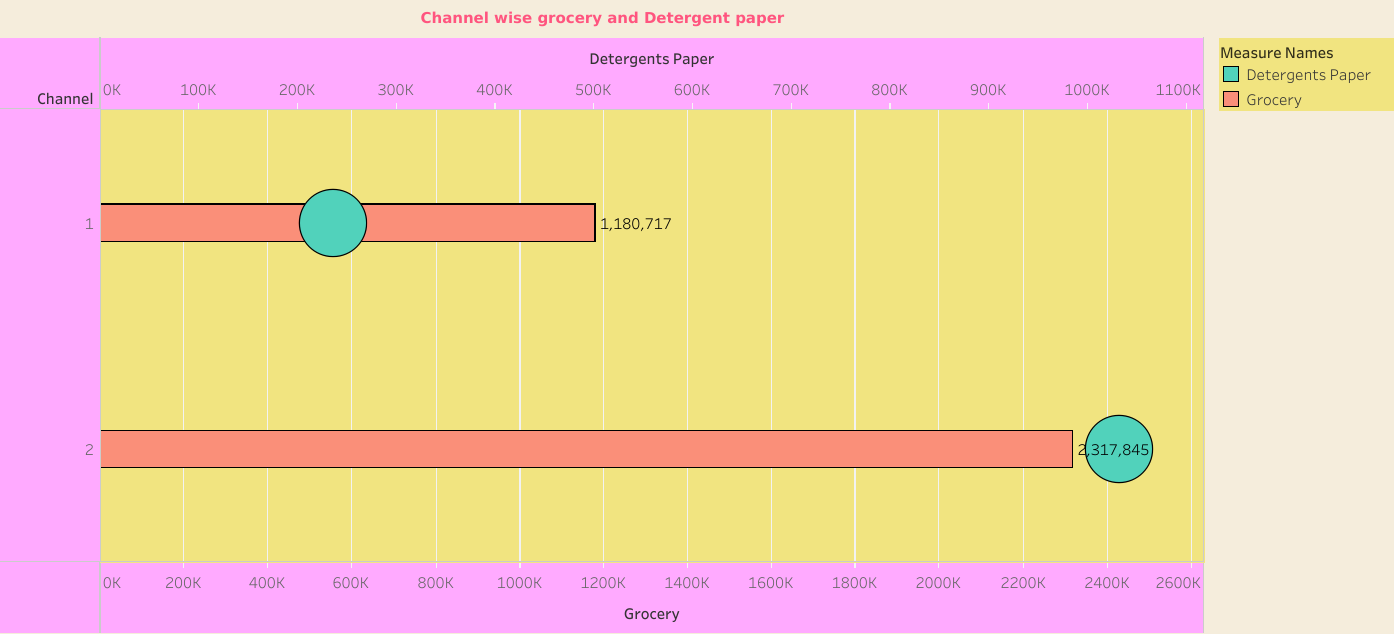 Channel wise grocery and Detergent paper
Detergents Paper
Channel
0K 100K 200K 300K 400K 500K 600K 700K 800K 900K 1000K 1100K
1
1,180,717
2
2,317,845
0K 200K 400K 600K 800K 1000K 1200K 1400K 1600K 1800K 2000K 2200K 2400K 2600K
Grocery
Measure Names
Detergents Paper
Grocery